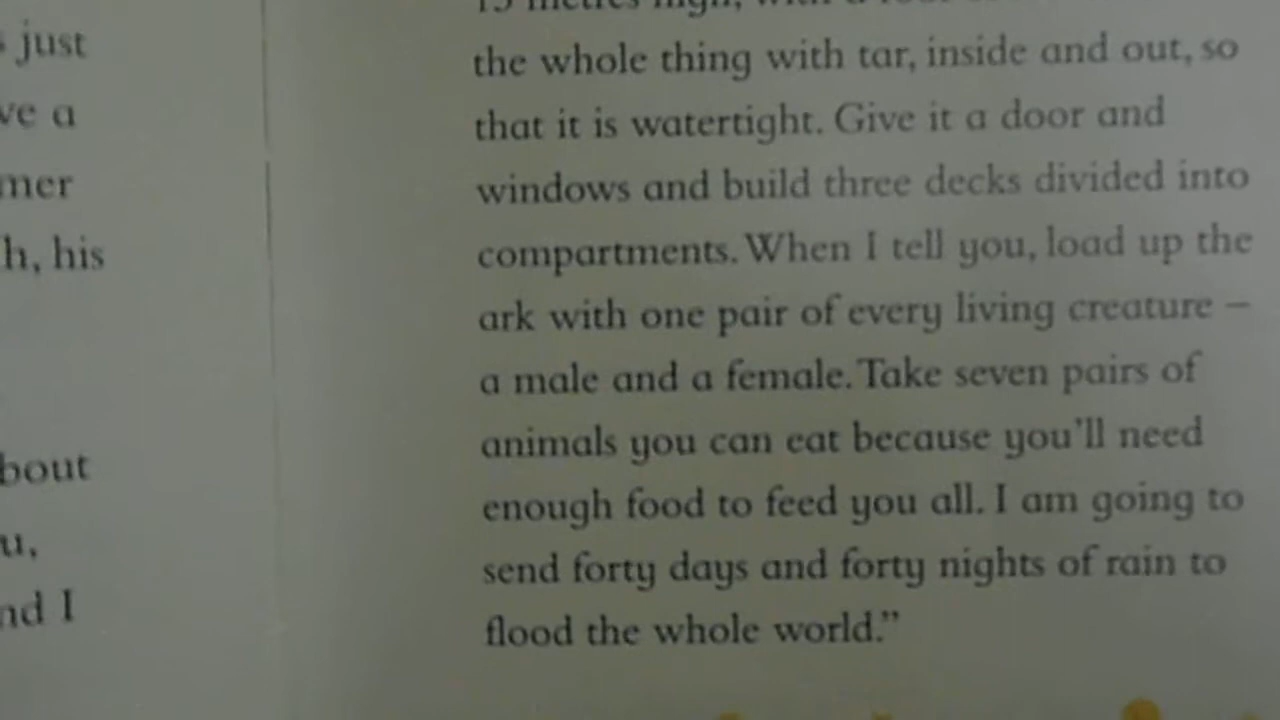 just
a
h, his
I
the whole thing with tar, inside and out, so
that it is watertight. Give it a door and
windows and build three decks divided into
compartments. When I tell you, load up the
ark with one pair of every living creature –
a male and a female. Take seven pairs of
animals you can eat because you'll need
enough food to feed you all. I am going to
send forty days and forty nights of rain to
flood the whole world.”